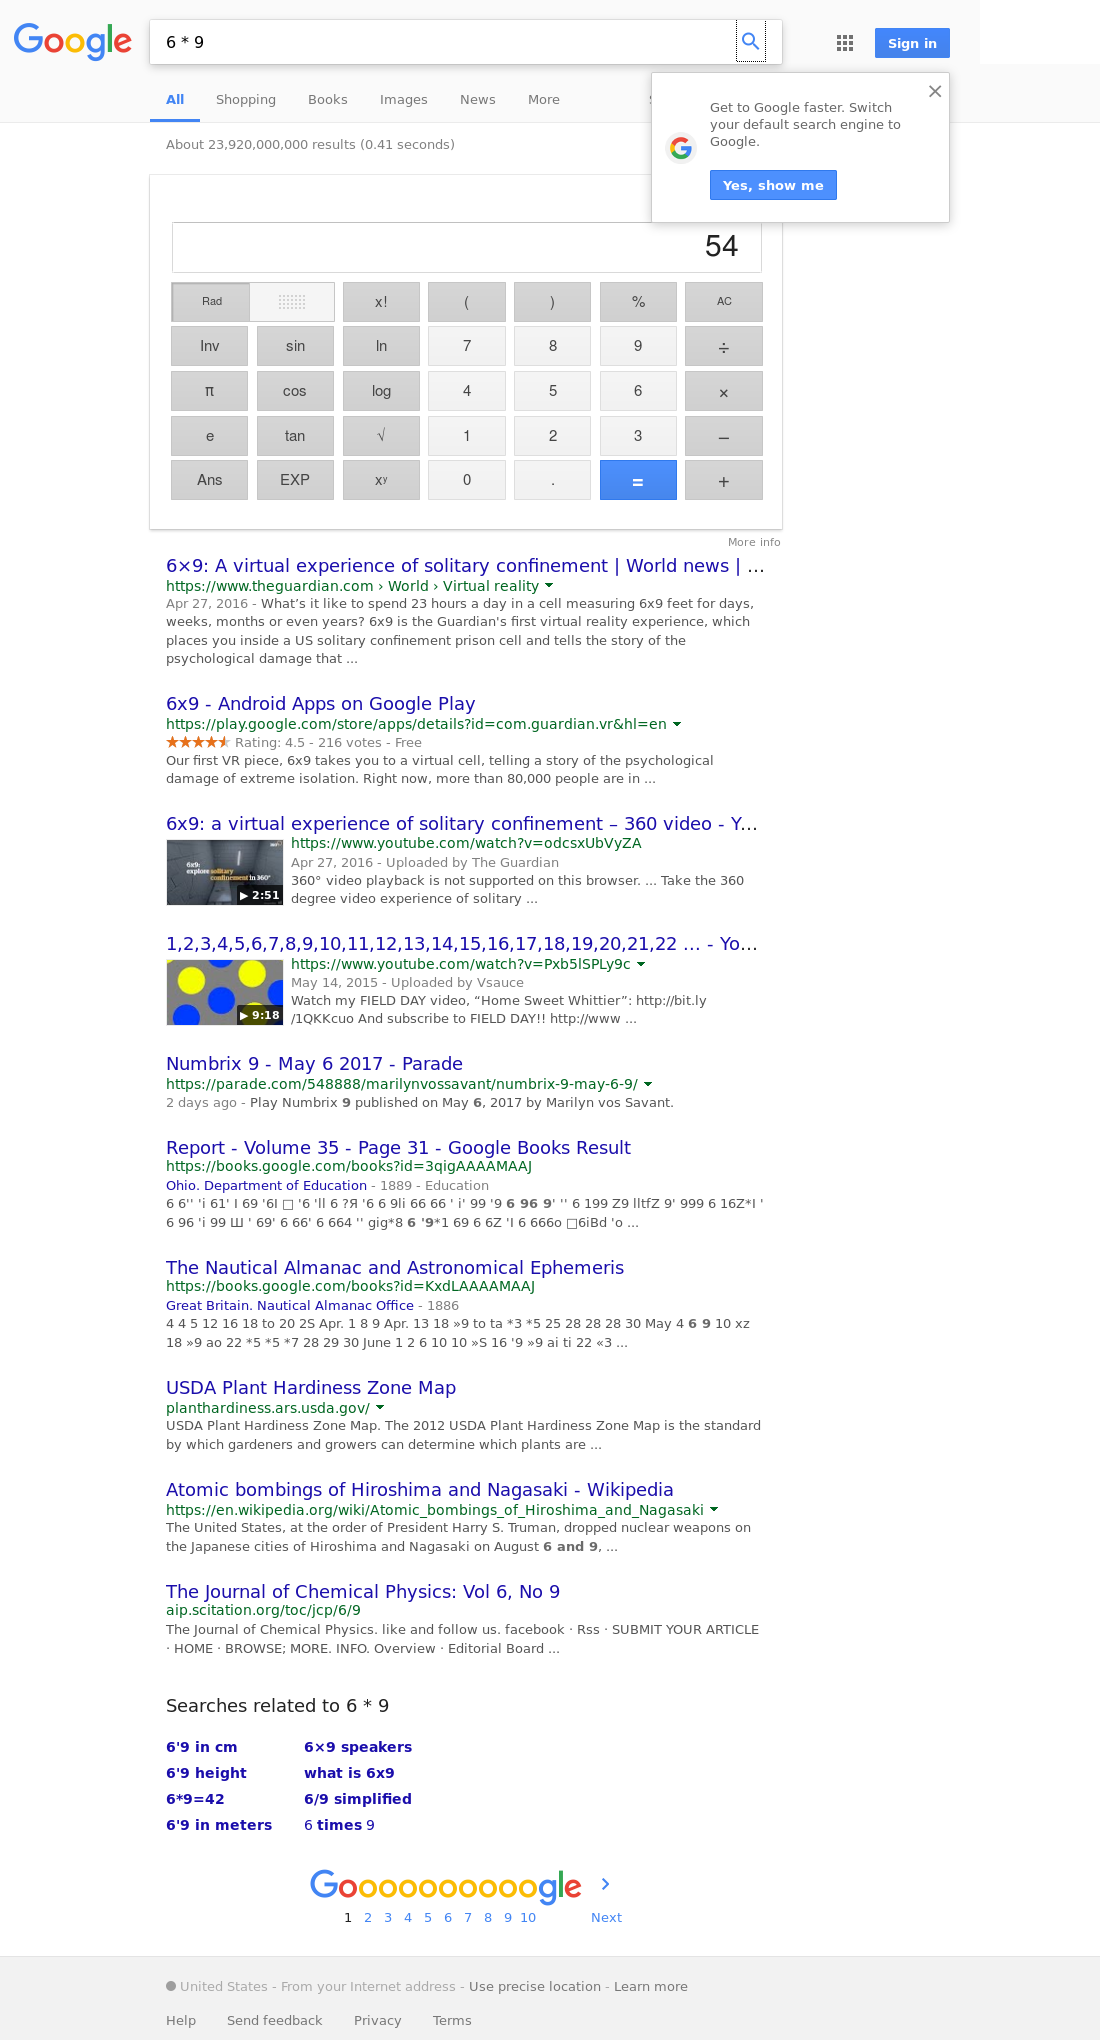 Google
6 * 9
Sign in
All Shopping Books Images News More
Get to Google faster. Switch
your default search engine to
Google.
Yes, show me
About 23,920,000,000 results (0.41 seconds)
54
Rad x! ( ) % AC
Inv sin ln 7 8 9 ÷
π cos log 4 5 6 ×
e tan √ 1 2 3 −
Ans EXP xʸ 0 . = +
More info
6×9: A virtual experience of solitary confinement | World news | ...
https://www.theguardian.com › World › Virtual reality
Apr 27, 2016 - What’s it like to spend 23 hours a day in a cell measuring 6x9 feet for days,
weeks, months or even years? 6x9 is the Guardian's first virtual reality experience, which
places you inside a US solitary confinement prison cell and tells the story of the
psychological damage that ...
6x9 - Android Apps on Google Play
https://play.google.com/store/apps/details?id=com.guardian.vr&hl=en
Rating: 4.5 - 216 votes - Free
Our first VR piece, 6x9 takes you to a virtual cell, telling a story of the psychological
damage of extreme isolation. Right now, more than 80,000 people are in ...
6x9: a virtual experience of solitary confinement – 360 video - Y...
https://www.youtube.com/watch?v=odcsxUbVyZA
Apr 27, 2016 - Uploaded by The Guardian
360° video playback is not supported on this browser. ... Take the 360
degree video experience of solitary ...
6x9:
explore solitary
confinement in 360°
▶ 2:51
1,2,3,4,5,6,7,8,9,10,11,12,13,14,15,16,17,18,19,20,21,22 ... - Yo...
https://www.youtube.com/watch?v=Pxb5lSPLy9c
May 14, 2015 - Uploaded by Vsauce
Watch my FIELD DAY video, “Home Sweet Whittier”: http://bit.ly
/1QKKcuo And subscribe to FIELD DAY!! http://www ...
▶ 9:18
Numbrix 9 - May 6 2017 - Parade
https://parade.com/548888/marilynvossavant/numbrix-9-may-6-9/
2 days ago - Play Numbrix 9 published on May 6, 2017 by Marilyn vos Savant.
Report - Volume 35 - Page 31 - Google Books Result
https://books.google.com/books?id=3qigAAAAMAAJ
Ohio. Department of Education - 1889 - Education
6 6'' 'i 61' I 69 '6I □ '6 'll 6 ?Я '6 6 9li 66 66 ' i' 99 '9 6 96 9' '' 6 199 Z9 lltfZ 9' 999 6 16Z*I '
6 96 'i 99 Ш ' 69' 6 66' 6 664 '' gig*8 6 '9*1 69 6 6Z 'I 6 666o □6iBd 'o ...
The Nautical Almanac and Astronomical Ephemeris
https://books.google.com/books?id=KxdLAAAAMAAJ
Great Britain. Nautical Almanac Office - 1886
4 4 5 12 16 18 to 20 2S Apr. 1 8 9 Apr. 13 18 »9 to ta *3 *5 25 28 28 28 30 May 4 6 9 10 xz
18 »9 ao 22 *5 *5 *7 28 29 30 June 1 2 6 10 10 »S 16 '9 »9 ai ti 22 «3 ...
USDA Plant Hardiness Zone Map
planthardiness.ars.usda.gov/
USDA Plant Hardiness Zone Map. The 2012 USDA Plant Hardiness Zone Map is the standard
by which gardeners and growers can determine which plants are ...
Atomic bombings of Hiroshima and Nagasaki - Wikipedia
https://en.wikipedia.org/wiki/Atomic_bombings_of_Hiroshima_and_Nagasaki
The United States, at the order of President Harry S. Truman, dropped nuclear weapons on
the Japanese cities of Hiroshima and Nagasaki on August 6 and 9, ...
The Journal of Chemical Physics: Vol 6, No 9
aip.scitation.org/toc/jcp/6/9
The Journal of Chemical Physics. like and follow us. facebook · Rss · SUBMIT YOUR ARTICLE
· HOME · BROWSE; MORE. INFO. Overview · Editorial Board ...
Searches related to 6 * 9
6'9 in cm 6×9 speakers
6'9 height what is 6x9
6*9=42 6/9 simplified
6'9 in meters 6 times 9
Goooooooooogle
1 2 3 4 5 6 7 8 9 10 Next
United States - From your Internet address - Use precise location - Learn more
Help Send feedback Privacy Terms